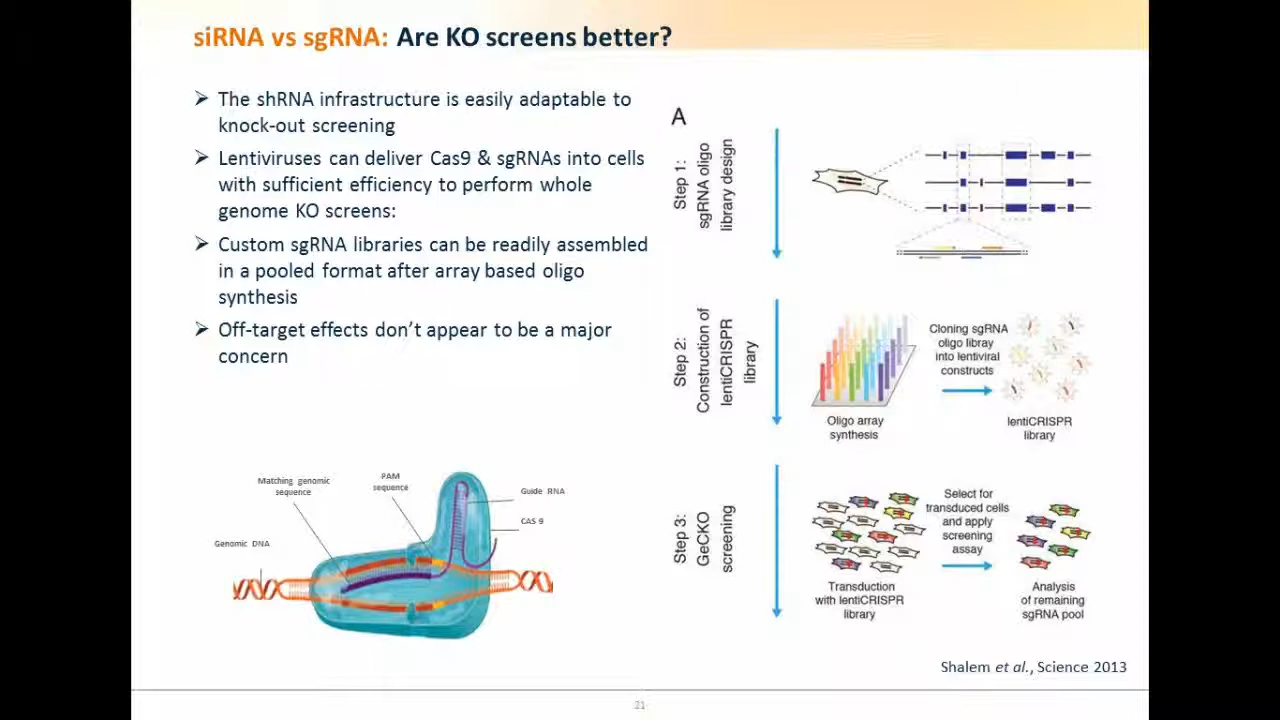 siRNA vs sgRNA: Are KO screens better?
➢ The shRNA infrastructure is easily adaptable to
knock-out screening
➢ Lentiviruses can deliver Cas9 & sgRNAs into cells
with sufficient efficiency to perform whole
genome KO screens:
➢ Custom sgRNA libraries can be readily assembled
in a pooled format after array based oligo
synthesis
➢ Off-target effects don't appear to be a major
concern
Matching genomic
sequence
PAM
sequence
Guide RNA
CAS 9
Genomic DNA
A
Step 1:
sgRNA oligo
library design
Step 2:
Construction of
lentiCRISPR
library
Oligo array
synthesis
Cloning sgRNA
oligo libray
into lentiviral
constructs
lentiCRISPR
library
Step 3:
GeCKO
screening
Transduction
with lentiCRISPR
library
Select for
transduced cells
and apply
screening
assay
Analysis
of remaining
sgRNA pool
Shalem et al., Science 2013
21